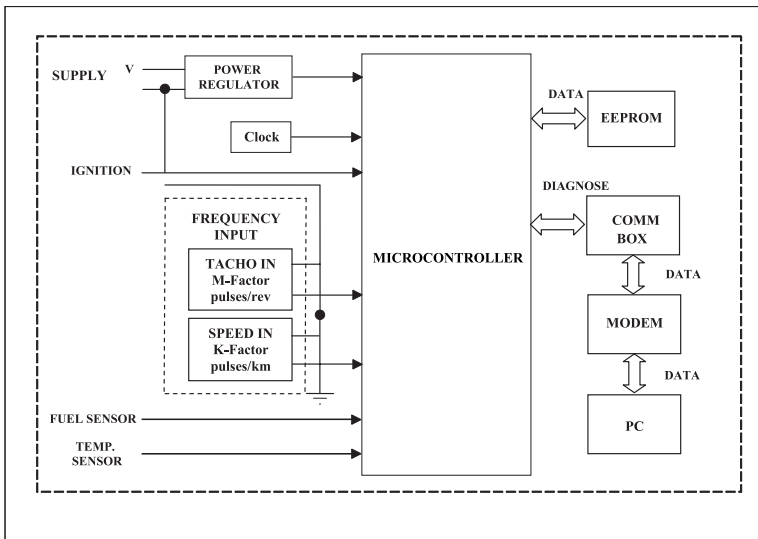 SUPPLY
V
POWER
REGULATOR
Clock
IGNITION
FREQUENCY
INPUT
TACHO IN
M-Factor
pulses/rev
SPEED IN
K-Factor
pulses/km
FUEL SENSOR
TEMP.
SENSOR
MICROCONTROLLER
DATA
EEPROM
DIAGNOSE
COMM
BOX
DATA
MODEM
DATA
PC